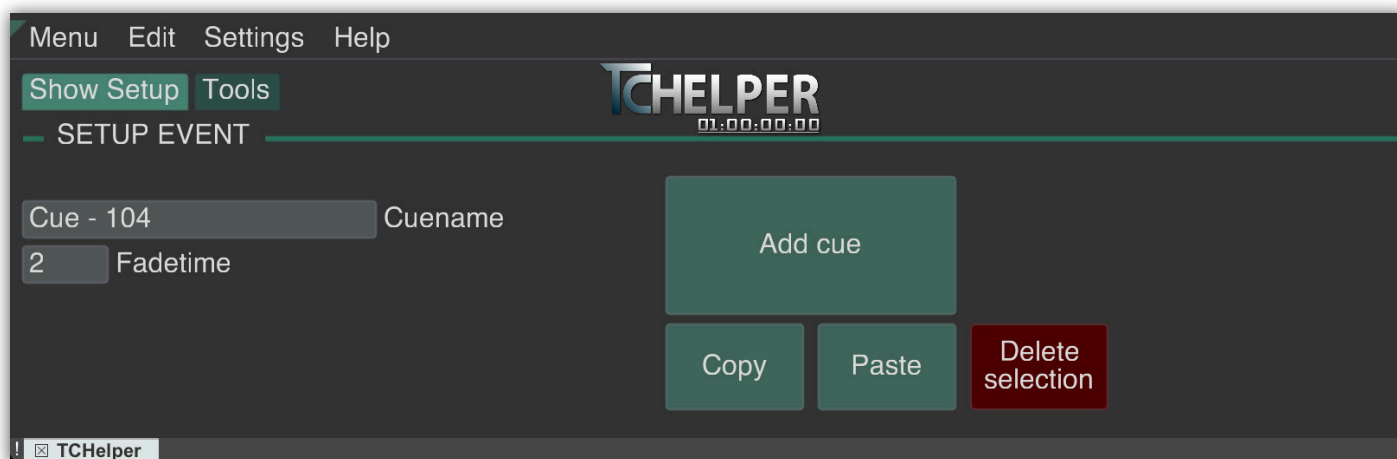 Menu Edit Settings Help
Show Setup Tools
TCHELPER
01:00:00:00
SETUP EVENT
Cue - 104 Cuename
2 Fadetime
Add cue
Copy Paste Delete
selection
! TCHelper